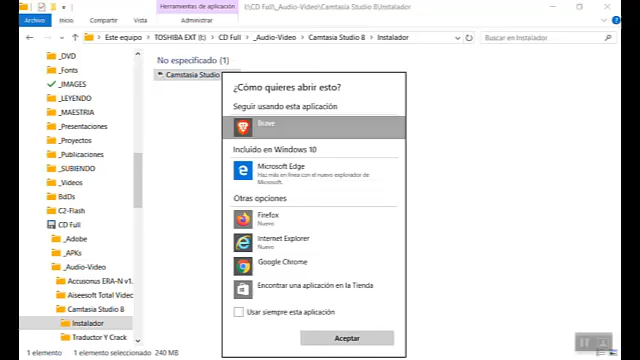 Herramientas de aplicación
I:\CD Full\_Audio-Video\Camtasia Studio 8\Instalador
Archivo Inicio Compartir Vista Administrar
Este equipo > TOSHIBA EXT (I:) > CD Full > _Audio-Video > Camtasia Studio 8 > Instalador
Buscar en Instalador
_DVD
_Fonts
_IMAGES
_LEYENDO
_MAESTRIA
_Presentaciones
_Proyectos
_Publicaciones
_SUBIENDO
_Videos
BdDs
C2-Flash
CD Full
_Adobe
_APKs
_Audio-Video
Accusonus ERA-N v1.
Aiseesoft Total Video
Camtasia Studio 8
Instalador
Traductor Y Crack
No especificado (1)
Camstasia Studio
¿Cómo quieres abrir esto?
Seguir usando esta aplicación
Brave
Incluido en Windows 10
Microsoft Edge
Haz más en línea con el nuevo explorador de
Microsoft.
Otras opciones
Firefox
Nuevo
Internet Explorer
Nuevo
Google Chrome
Encontrar una aplicación en la Tienda
Usar siempre esta aplicación
Aceptar
1 elemento 1 elemento seleccionado 240 MB